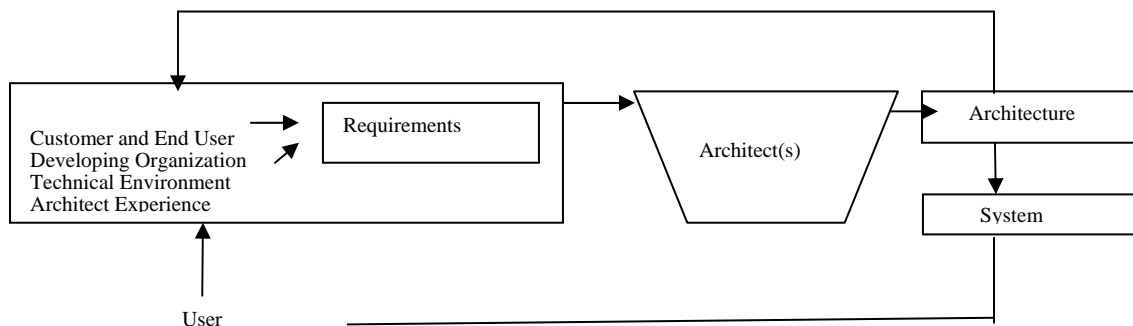 Customer and End User
Developing Organization
Technical Environment
Architect Experience
Requirements
Architect(s)
Architecture
System
User